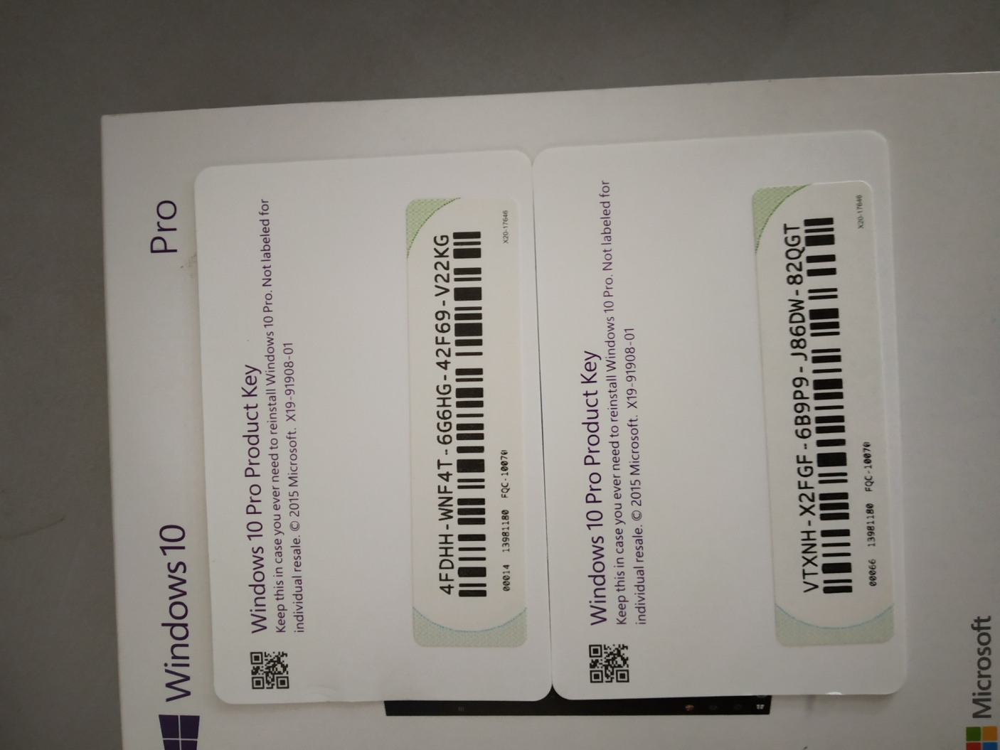 Windows 10 Pro
Windows 10 Pro Product Key
Keep this in case you ever need to reinstall Windows 10 Pro. Not labeled for
individual resale. © 2015 Microsoft. X19-91908-01
4FDHH-WNF4T-6G6HG-42F69-V22KG
00014 13981180 FQC-10070
X20-17646
Windows 10 Pro Product Key
Keep this in case you ever need to reinstall Windows 10 Pro. Not labeled for
individual resale. © 2015 Microsoft. X19-91908-01
VTXNH-X2FGF-6B9P9-J86DW-82QGT
00066 13981180 FQC-10070
X20-17646
Microsoft